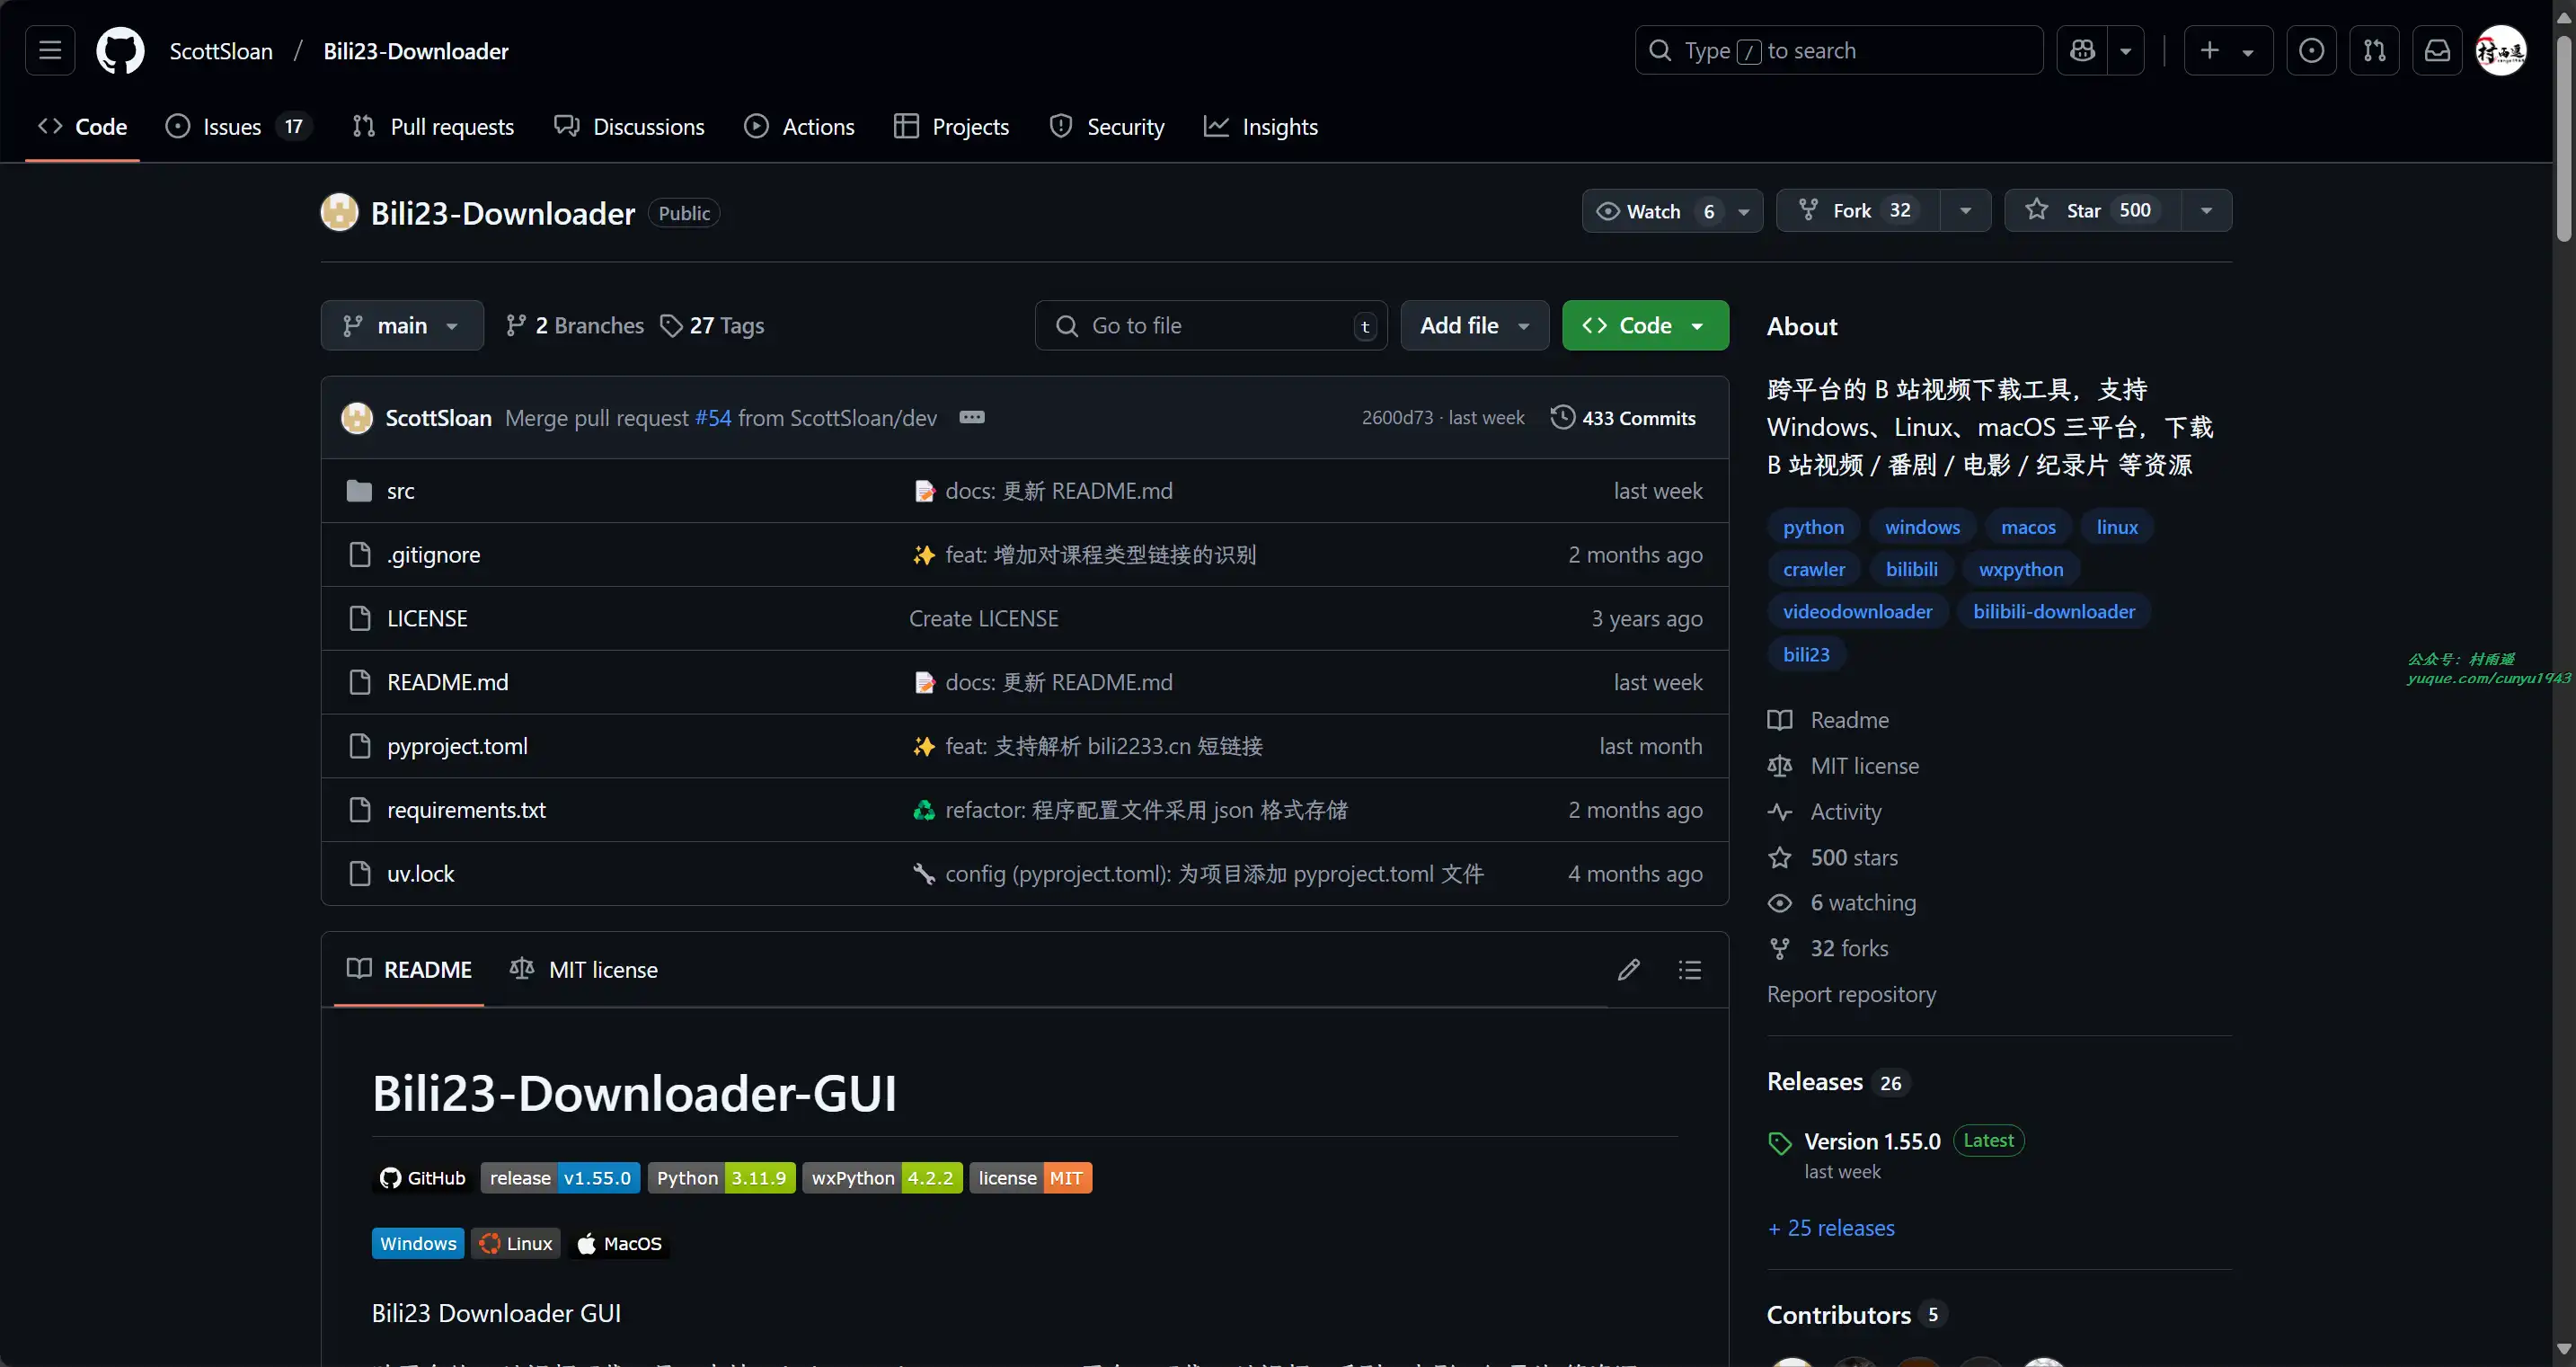 ScottSloan / Bili23-Downloader
Type / to search
Code
Issues 17
Pull requests
Discussions
Actions
Projects
Security
Insights
Bili23-Downloader Public
Watch 6
Fork 32
Star 500
main
2 Branches
27 Tags
Go to file t
Add file
Code
ScottSloan Merge pull request #54 from ScottSloan/dev
2600d73 · last week
433 Commits
src docs: 更新 README.md last week
.gitignore feat: 增加对课程类型链接的识别 2 months ago
LICENSE Create LICENSE 3 years ago
README.md docs: 更新 README.md last week
pyproject.toml feat: 支持解析 bili2233.cn 短链接 last month
requirements.txt refactor: 程序配置文件采用 json 格式存储 2 months ago
uv.lock config (pyproject.toml): 为项目添加 pyproject.toml 文件 4 months ago
README
MIT license
Bili23-Downloader-GUI
GitHub release v1.55.0 Python 3.11.9 wxPython 4.2.2 license MIT
Windows Linux MacOS
Bili23 Downloader GUI
About
跨平台的 B 站视频下载工具，支持
Windows、Linux、macOS 三平台，下载
B 站视频 / 番剧 / 电影 / 纪录片 等资源
python windows macos linux
crawler bilibili wxpython
videodownloader bilibili-downloader
bili23
Readme
MIT license
Activity
500 stars
6 watching
32 forks
Report repository
Releases 26
Version 1.55.0 Latest
last week
+ 25 releases
Contributors 5
公众号：村雨遥
yuque.com/cunyu1943